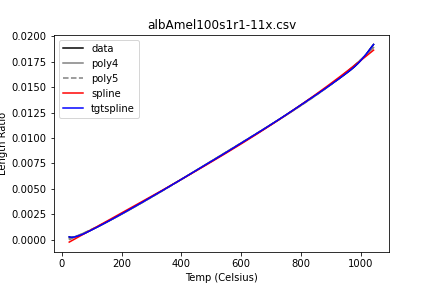 albAmel100s1r1-11x.csv
data
poly4
poly5
spline
tgtspline
0.0200
0.0175
0.0150
0.0125
0.0100
0.0075
0.0050
0.0025
0.0000
Length Ratio
0 200 400 600 800 1000
Temp (Celsius)